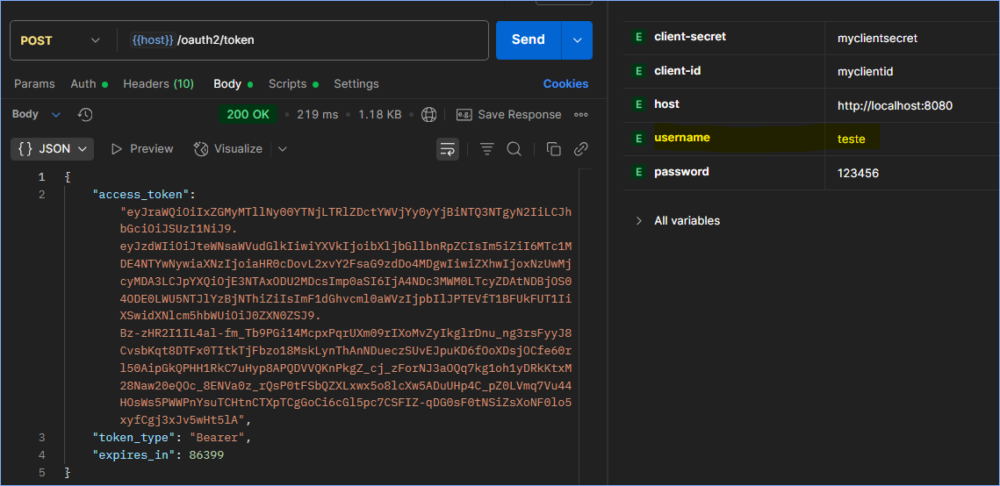 POST
{{host}} /oauth2/token
Send
Params Auth Headers (10) Body Scripts Settings Cookies
Body 200 OK 219 ms 1.18 KB e.g. Save Response
{} JSON Preview Visualize
1 {
2 "access_token":
"eyJraWQiOiIxZGMyMTllNy00YTNjLTRlZDctYWVjYy0yYjBiNTQ3NTgyN2IiLCJh
bGciOiJSUzI1NiJ9.
eyJzdWIiOiJteWNsaWVudGlkIiwiYXVkIjoibXljbGllbnRpZCIsIm5iZiI6MTc1M
DE4NTYwNywiaXNzIjoiaHR0cDovL2xvY2FsaG9zdDo4MDgwIiwiZXhwIjoxNzUwMj
cyMDA3LCJpYXQiOjE3NTAxODU2MDcsImp0aSI6IjA4NDc3MWM0LTcyZDAtNDBjOS0
4ODE0LWU5NTJlYzBjNThiZiIsImF1dGhvcml0aWVzIjpbIlJPTEVfT1BFUkFUT1Ii
XSwidXNlcm5hbWUiOiJ0ZXN0ZSJ9.
Bz-zHR2I1IL4al-fm_Tb9PGi14McpxPqrUXm09rIXoMvZyIkglrDnu_ng3rsFyyJ8
CvsbKqt8DTFx0TItkTjFbzo18MskLynThAnNDueczSUvEJpuKD6fOoXDsjOCfe60r
l50AipGkQPHH1RkC7uHyp8APQDVVQKnPkgZ_cj_zForNJ3aOQq7kg1oh1yDRkKtxM
28Naw20eQOc_8ENVa0z_rQsP0tFSbQZXLxwx5o8lcXw5ADuUHp4C_pZ0LVmq7Vu44
HOsWs5PWWPnYsuTCHtnCTXpTCgGoCi6cGl5pc7CSFIZ-qDG0sF0tNSiZsXoNF0lo5
xyfCgj3xJv5wHt5lA",
3 "token_type": "Bearer",
4 "expires_in": 86399
5 }
E client-secret myclientsecret
E client-id myclientid
E host http://localhost:8080
E username teste
E password 123456
All variables